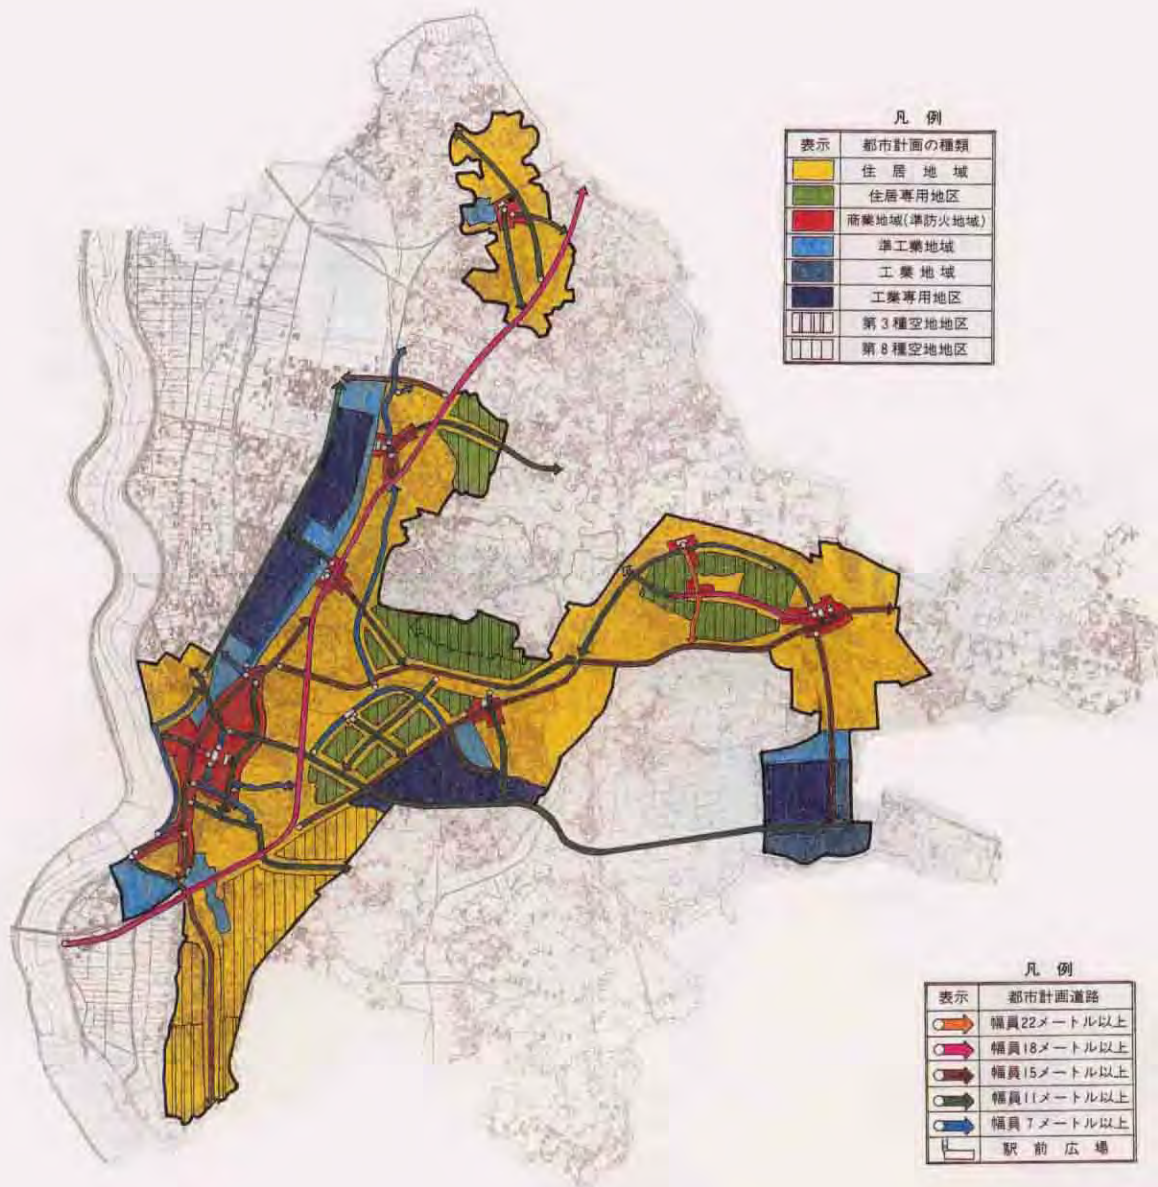 凡例
表示 都市計画の種類
住居地域
住居専用地区
商業地域(準防火地域)
準工業地域
工業地域
工業専用地区
第3種空地地区
第8種空地地区
凡例
表示 都市計画道路
幅員22メートル以上
幅員18メートル以上
幅員15メートル以上
幅員11メートル以上
幅員7メートル以上
駅前広場